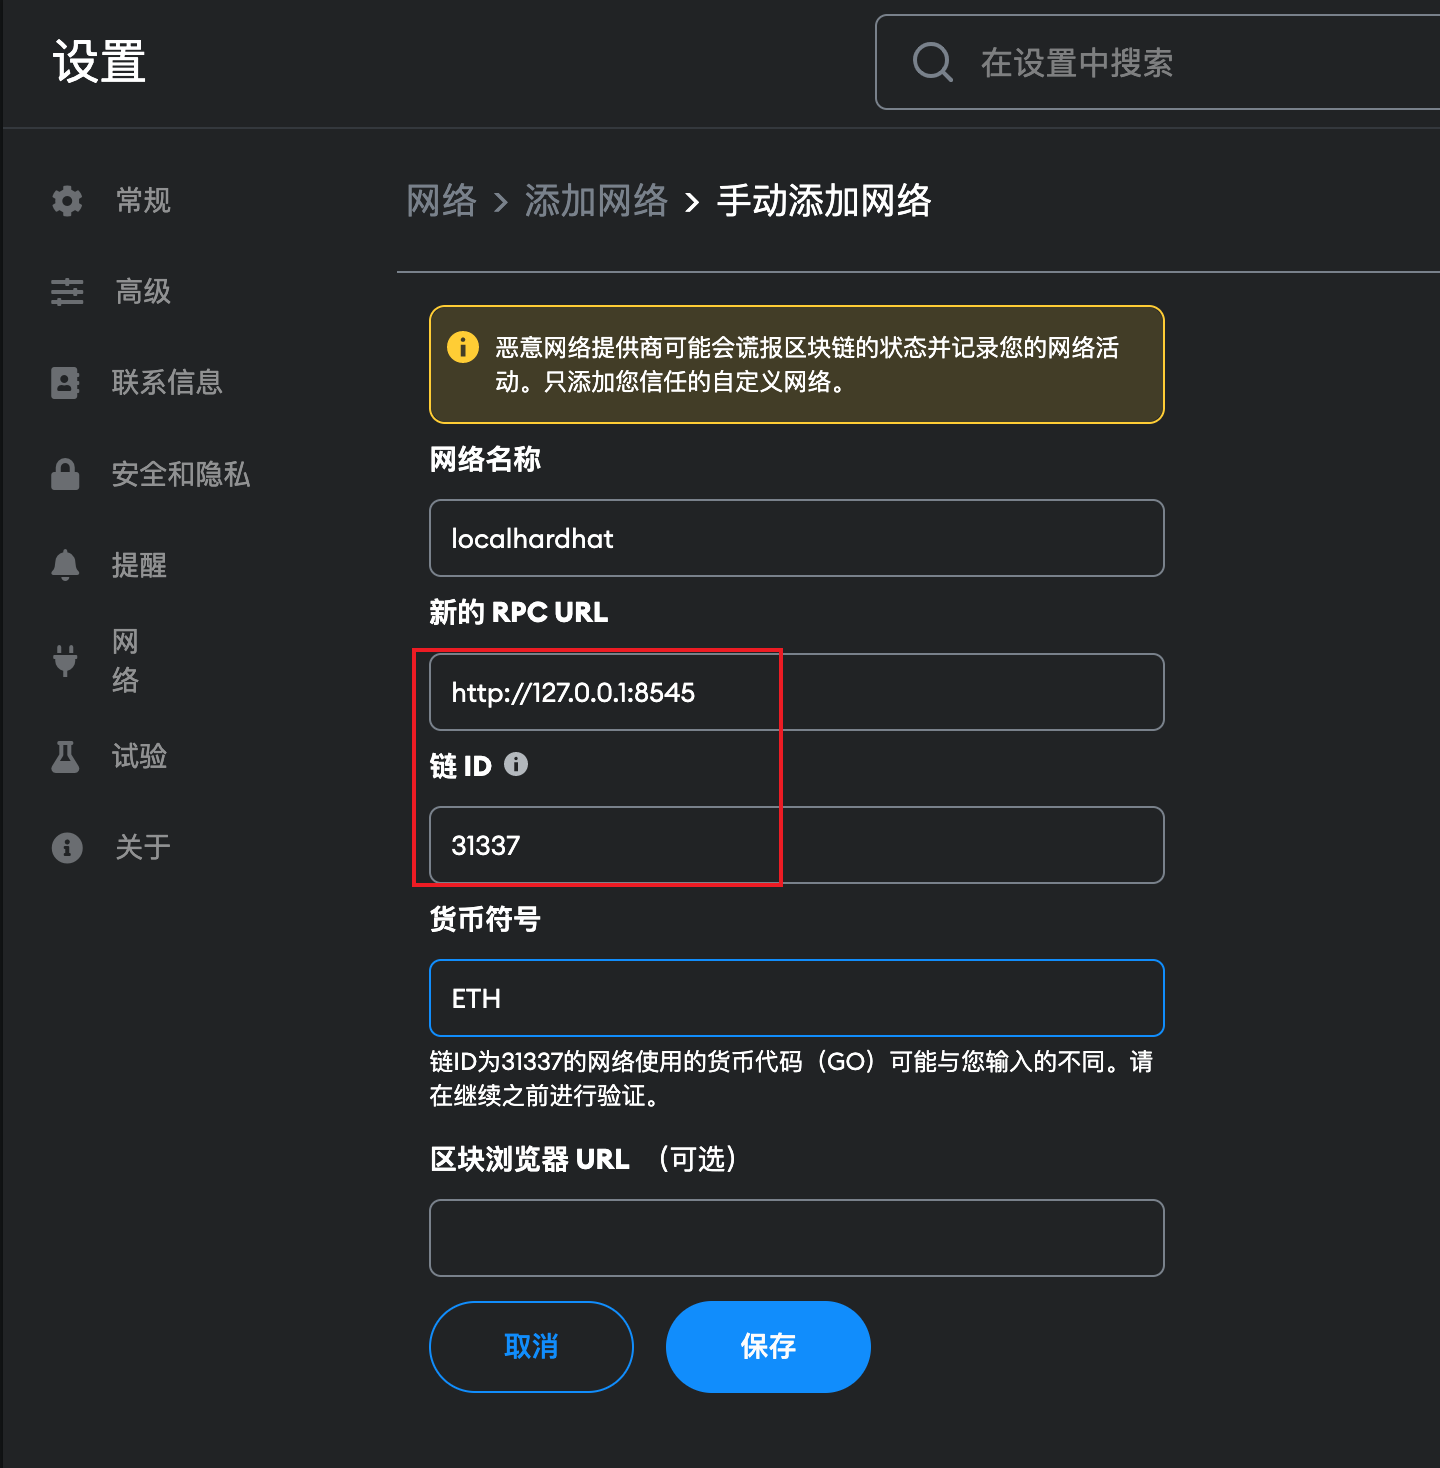 设置
在设置中搜索
常规
高级
联系信息
安全和隐私
提醒
网
络
试验
关于
网络 > 添加网络 > 手动添加网络
恶意网络提供商可能会谎报区块链的状态并记录您的网络活
动。只添加您信任的自定义网络。
网络名称
localhardhat
新的 RPC URL
http://127.0.0.1:8545
链 ID
31337
货币符号
ETH
链ID为31337的网络使用的货币代码（GO）可能与您输入的不同。请
在继续之前进行验证。
区块浏览器 URL （可选）
取消
保存